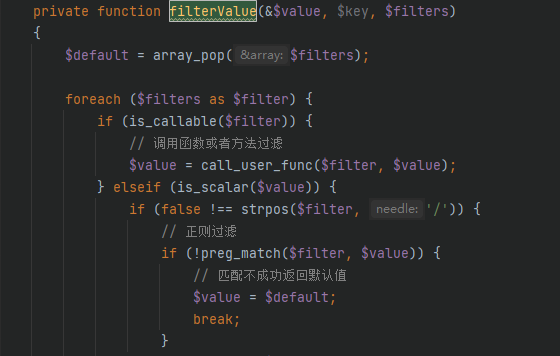 private function filterValue(&$value, $key, $filters)
{
    $default = array_pop( &array: $filters);
    foreach ($filters as $filter) {
        if (is_callable($filter)) {
            // 调用函数或者方法过滤
            $value = call_user_func($filter, $value);
        } elseif (is_scalar($value)) {
            if (false !== strpos($filter, needle: '/')) {
                // 正则过滤
                if (!preg_match($filter, $value)) {
                    // 匹配不成功返回默认值
                    $value = $default;
                    break;
                }